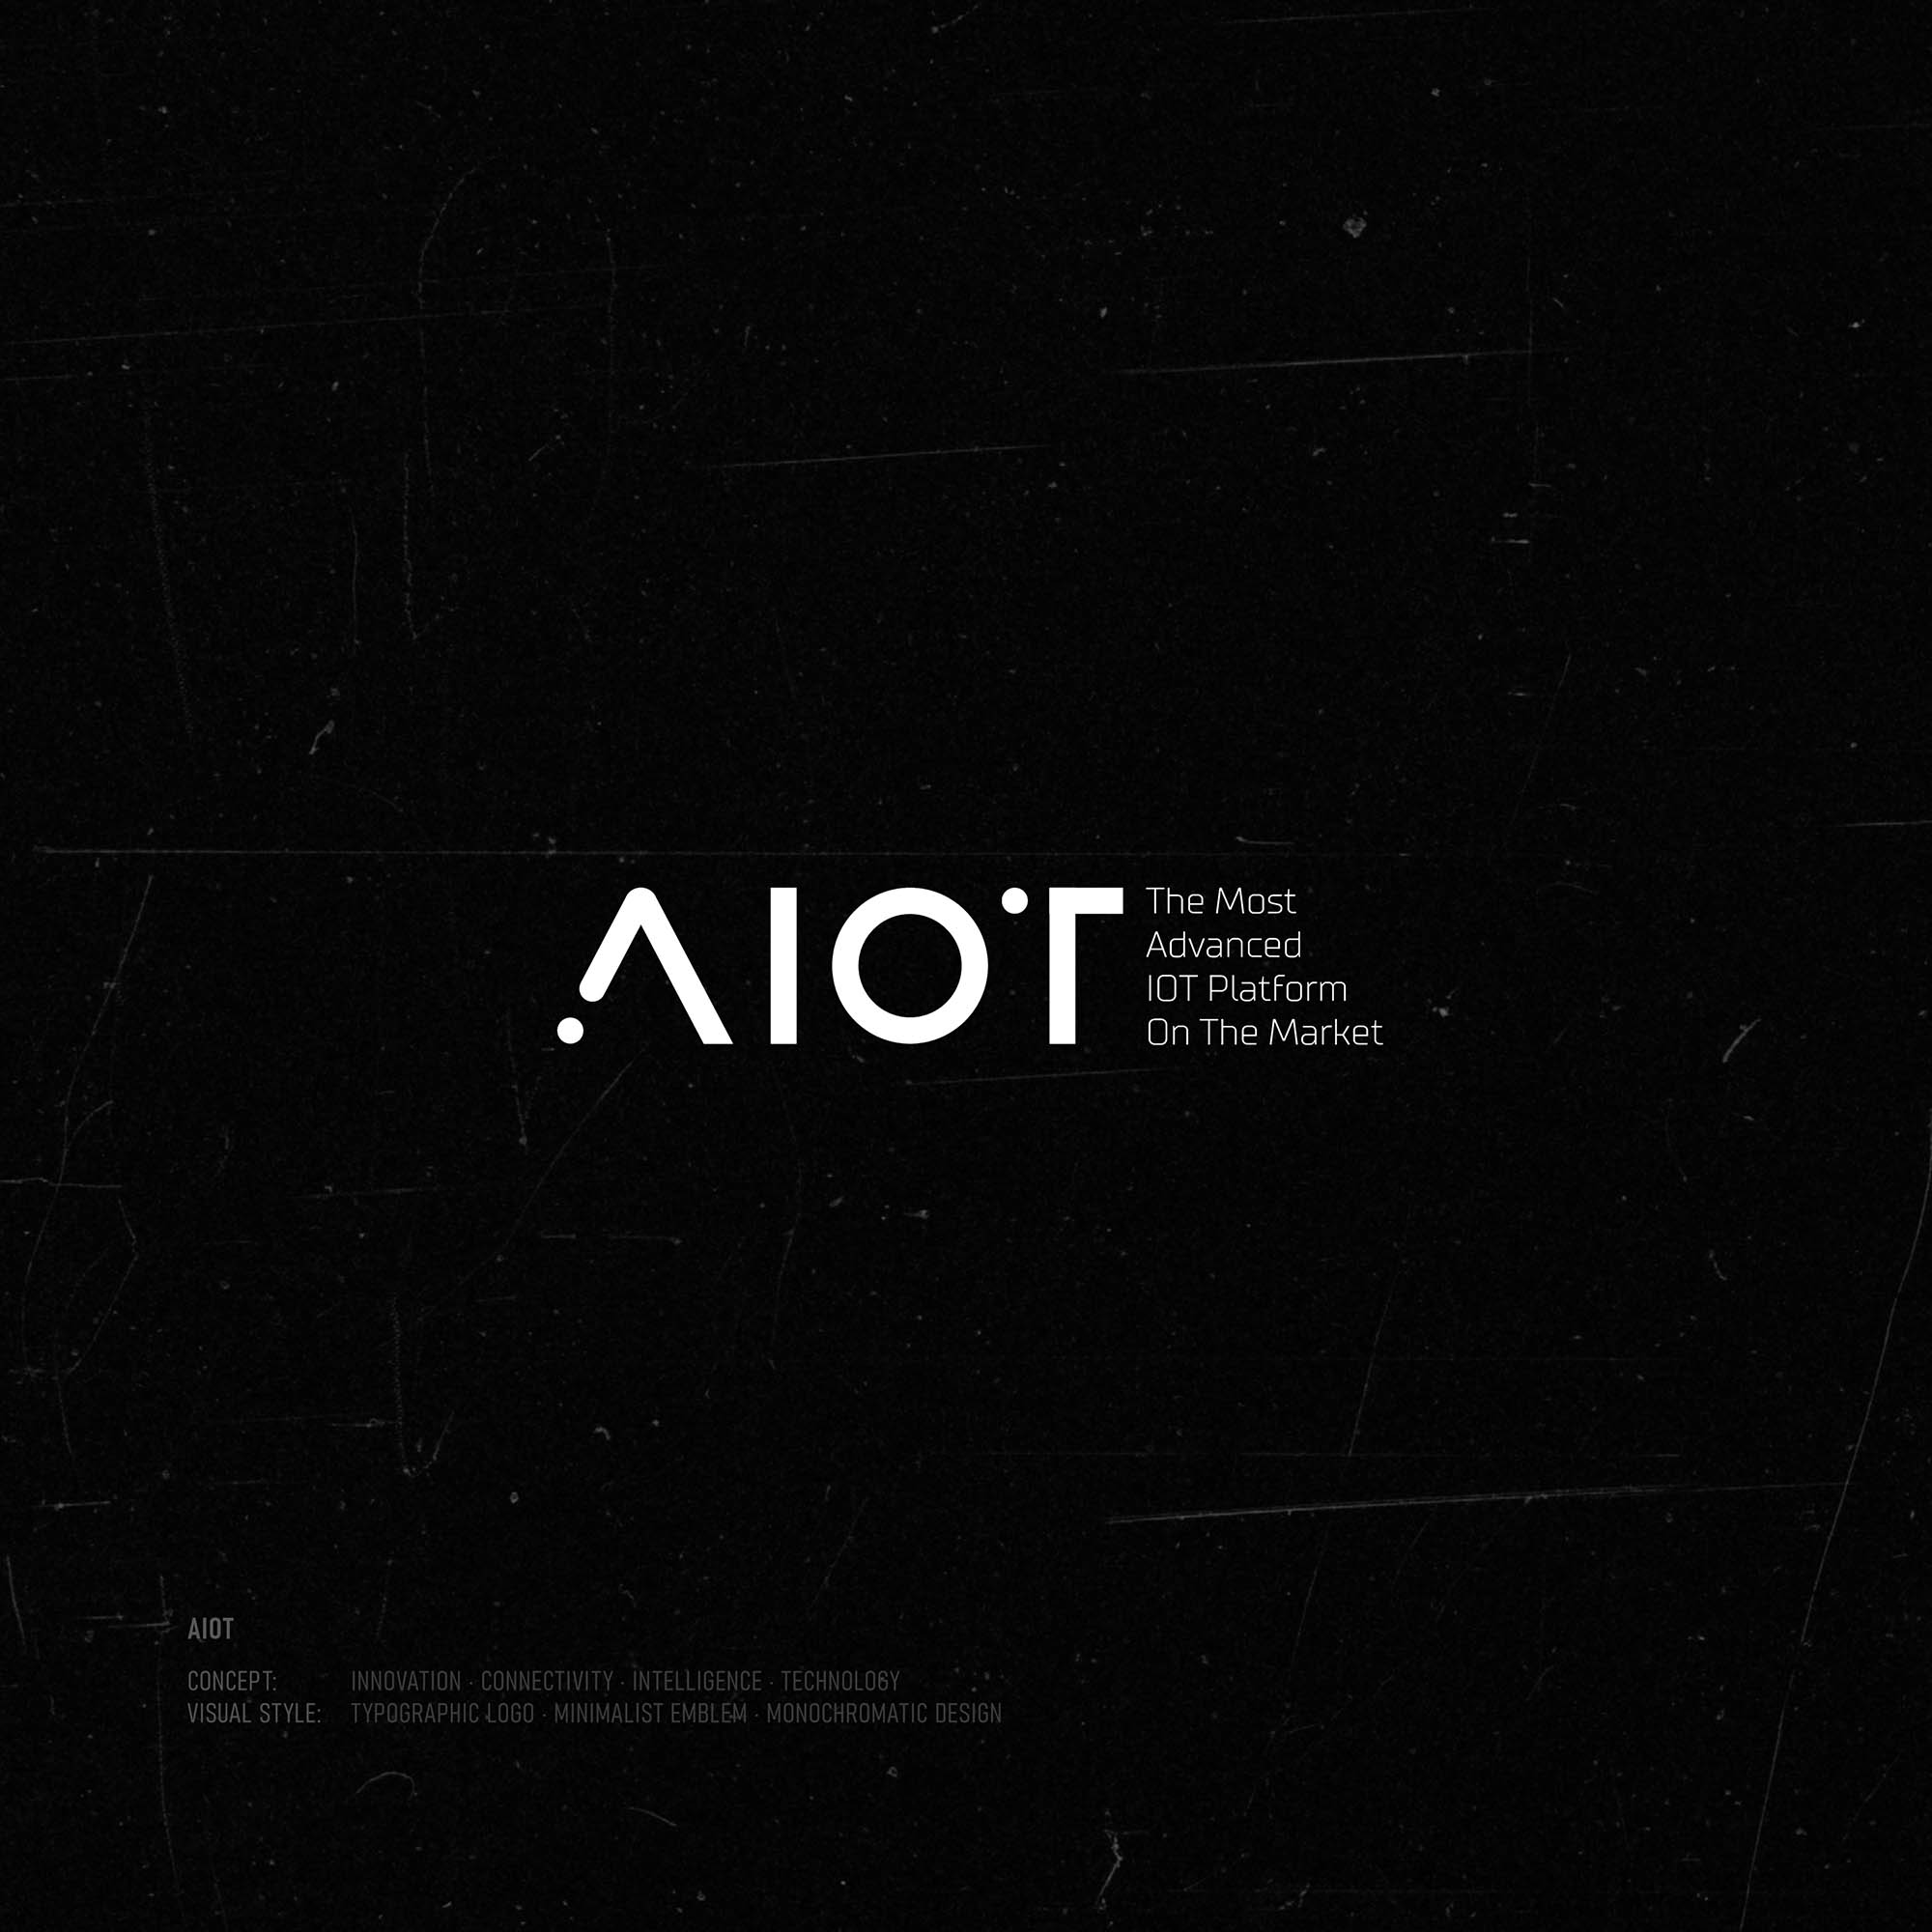 AIOT
The Most
Advanced
IOT Platform
On The Market
AIOT
CONCEPT: INNOVATION · CONNECTIVITY · INTELLIGENCE · TECHNOLOGY
VISUAL STYLE: TYPOGRAPHIC LOGO · MINIMALIST EMBLEM · MONOCHROMATIC DESIGN